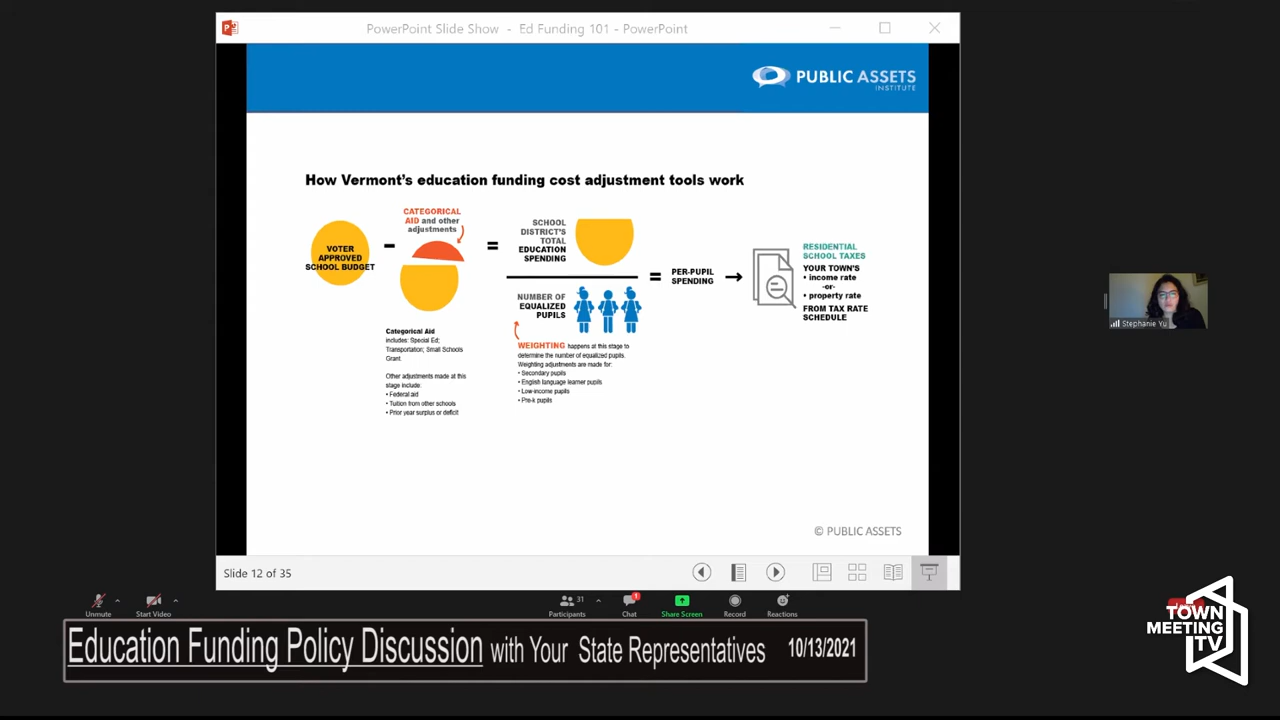 PowerPoint Slide Show - Ed Funding 101 - PowerPoint
PUBLIC ASSETS
INSTITUTE
How Vermont's education funding cost adjustment tools work
VOTER
APPROVED
SCHOOL BUDGET
CATEGORICAL
AID and other
adjustments
Categorical Aid
includes: Special Ed;
Transportation; Small Schools
Grant
Other adjustments made at this
stage include:
• Federal aid
• Tuition from other schools
• Prior year surplus or deficit
=
SCHOOL
DISTRICT'S
TOTAL
EDUCATION
SPENDING
NUMBER OF
EQUALIZED
PUPILS
WEIGHTING happens at this stage to
determine the number of equalized pupils.
Weighting adjustments are made for:
• Secondary pupils
• English language learner pupils
• Low-income pupils
• Pre-k pupils
=
PER-PUPIL
SPENDING
RESIDENTIAL
SCHOOL TAXES
YOUR TOWN'S
• income rate
-or-
• property rate
FROM TAX RATE
SCHEDULE
© PUBLIC ASSETS
Slide 12 of 35
Stephanie Yu
Unmute
Start Video
31
Participants
1
Chat
Share Screen
Record
Reactions
Education Funding Policy Discussion with Your State Representatives 10/13/2021
TOWN
MEETING
TV